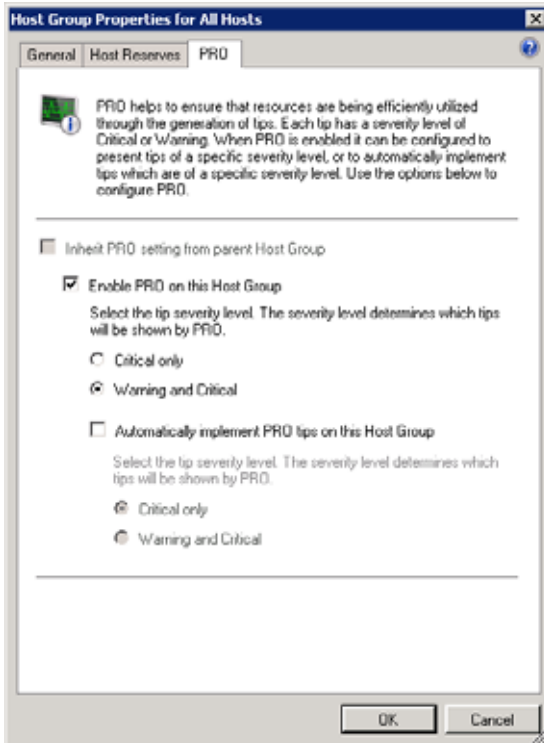 Host Group Properties for All Hosts
General Host Reserves PRO
PRO helps to ensure that resources are being efficiently utilized
through the generation of tips. Each tip has a severity level of
Critical or Warning. When PRO is enabled it can be configured to
present tips of a specific severity level, or to automatically implement
tips which are of a specific severity level. Use the options below to
configure PRO.
Inherit PRO setting from parent Host Group
Enable PRO on this Host Group
Select the tip severity level. The severity level determines which tips
will be shown by PRO.
Critical only
Warning and Critical
Automatically implement PRO tips on this Host Group
Select the tip severity level. The severity level determines which
tips will be shown by PRO.
Critical only
Warning and Critical
OK Cancel